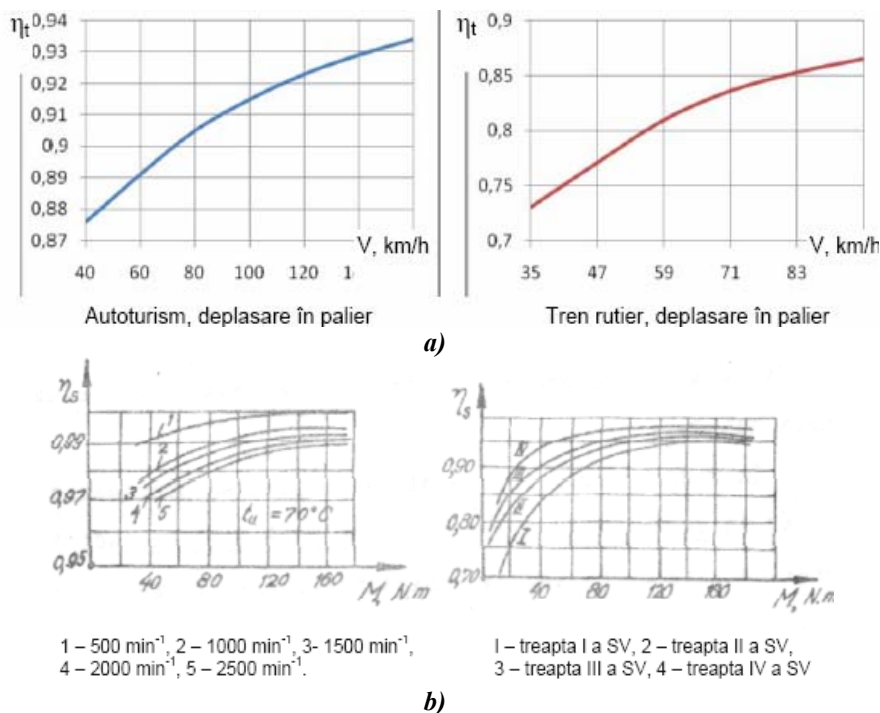 ηt 0,94
0,93
0,92
0,91
0,9
0,89
0,88
0,87
V, km/h
40 60 80 100 120 1
Autoturism, deplasare în palier
ηt 0,9
0,85
0,8
0,75
0,7
V, km/h
35 47 59 71 83
Tren rutier, deplasare în palier
a)
ηs
0,99
0,97
0,95
1
2
3
4 5
ta = 70°C
40 80 120 160
M, N.m
1 – 500 min-1, 2 – 1000 min-1, 3- 1500 min-1,
4 – 2000 min-1, 5 – 2500 min-1.
ηs
0,90
0,80
0,70
II
I
40 80 120 160
M, N.m
I – treapta I a SV, 2 – treapta II a SV,
3 – treapta III a SV, 4 – treapta IV a SV
b)